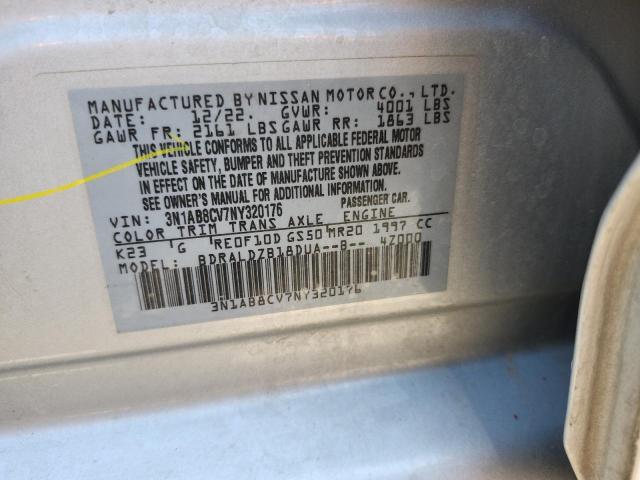 MANUFACTURED BY NISSAN MOTOR CO., LTD.
DATE: 12/22. GVWR: 4001 LBS
GAWR FR: 2161 LBS GAWR RR: 1863 LBS
THIS VEHICLE CONFORMS TO ALL APPLICABLE FEDERAL MOTOR
VEHICLE SAFETY, BUMPER AND THEFT PREVENTION STANDARDS
IN EFFECT ON THE DATE OF MANUFACTURE SHOWN ABOVE.
SEE OWNER'S MANUAL FOR ADDITIONAL INFORMATION.
VIN: 3N1AB8CV7NY320176 PASSENGER CAR.
COLOR TRIM TRANS AXLE ENGINE
K23 'G 'RE0F10D GS50'MR20 1997 CC
MODEL: BDRALDZB18DUA--B-- 47000
3N1AB8CV7NY320176